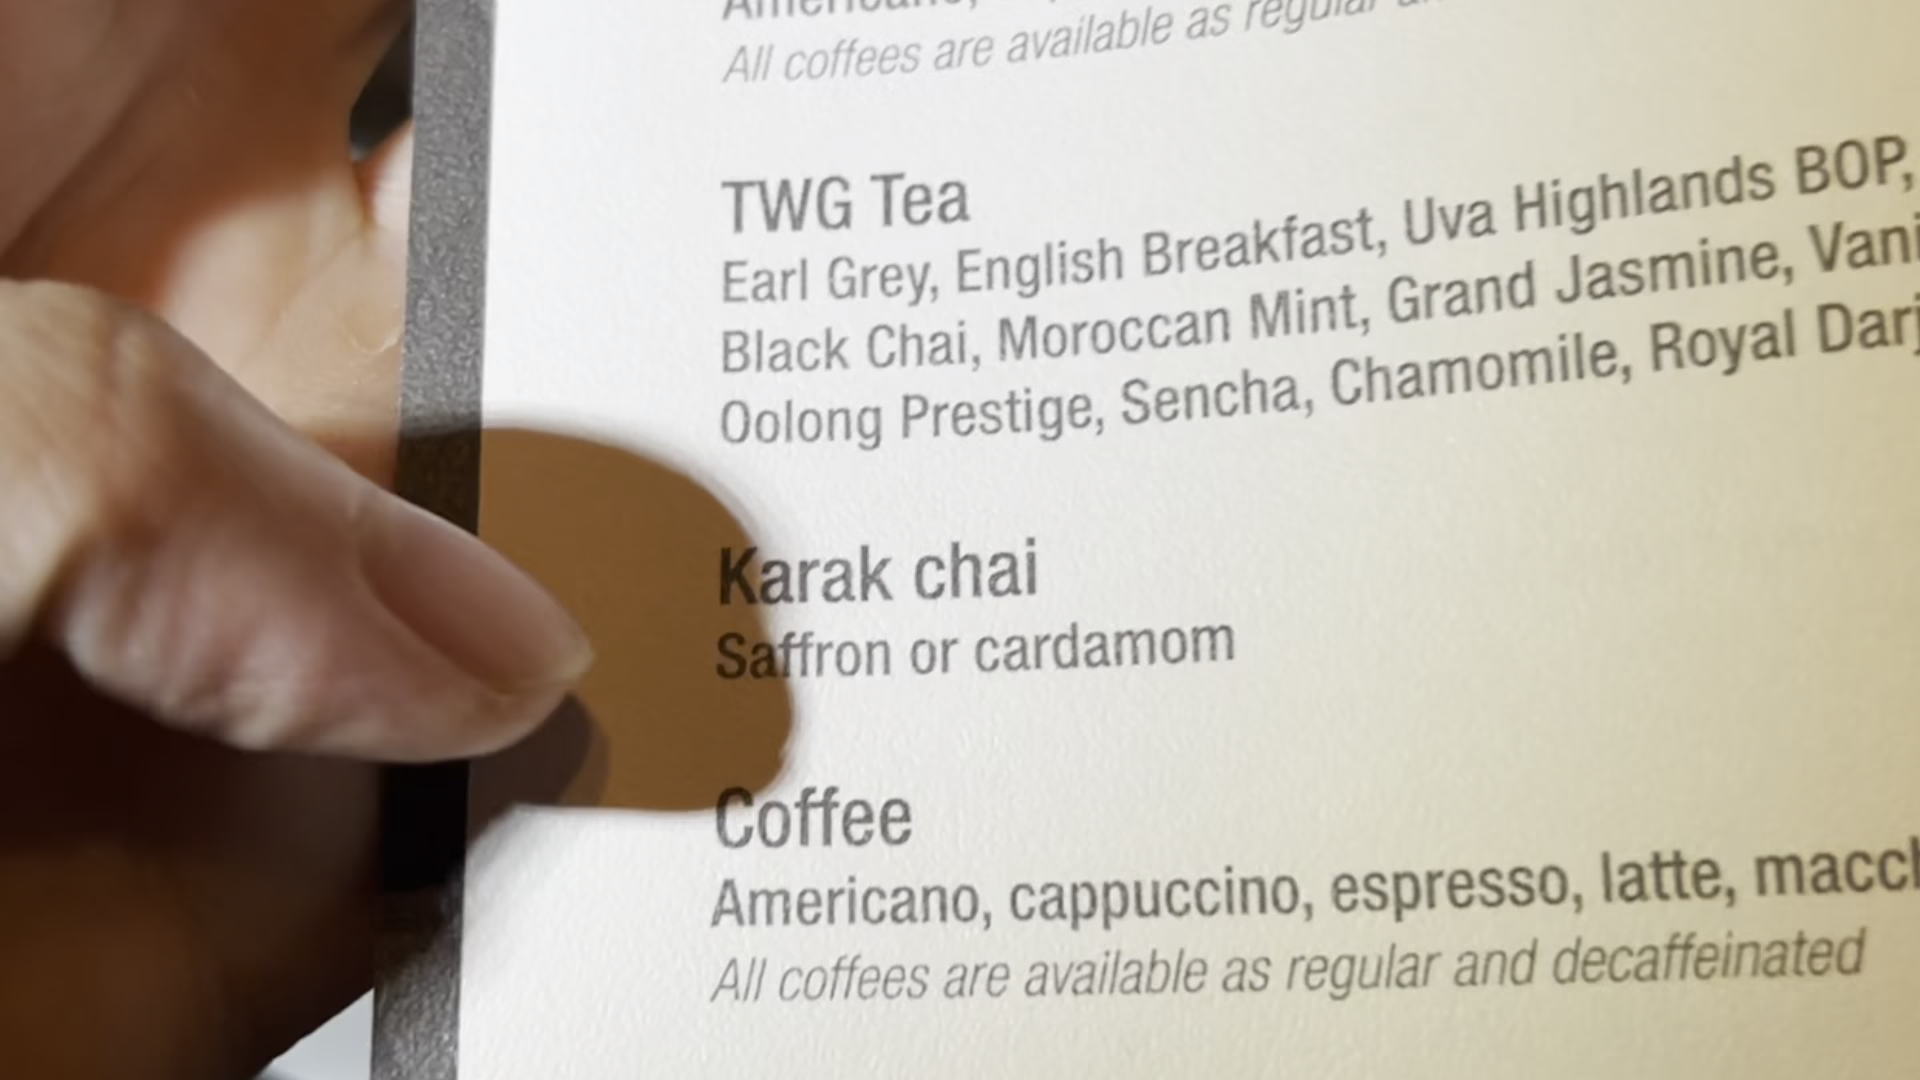 All coffees are available as regular
TWG Tea
Earl Grey, English Breakfast, Uva Highlands BOP,
Black Chai, Moroccan Mint, Grand Jasmine,
Oolong Prestige, Sencha, Chamomile, Royal
Karak chai
Saffron or cardamom
Coffee
Americano, cappuccino, espresso, latte,
All coffees are available as regular and decaffeinated